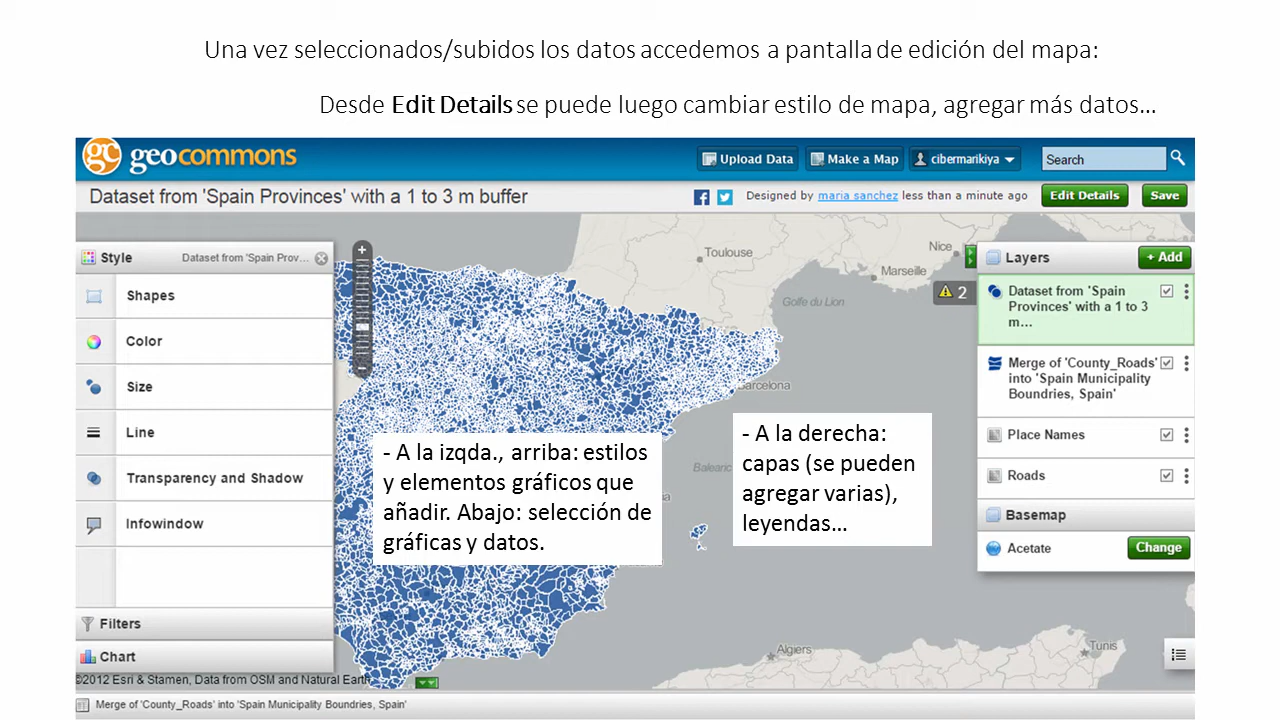 Una vez seleccionados/subidos los datos accedemos a pantalla de edición del mapa:
Desde Edit Details se puede luego cambiar estilo de mapa, agregar más datos...
gc geocommons
Upload Data
Make a Map
cibermarikiya
Search
Dataset from 'Spain Provinces' with a 1 to 3 m buffer
Designed by maria sanchez less than a minute ago
Edit Details
Save
Style
Dataset from 'Spain Prov...
Shapes
Color
Size
Line
Transparency and Shadow
Infowindow
Filters
Chart
Toulouse
Nice
Marseille
Golfe du Lion
Barcelona
Algiers
Tunis
2
- A la izqda., arriba: estilos
y elementos gráficos que
añadir. Abajo: selección de
gráficas y datos.
- A la derecha:
capas (se pueden
agregar varias),
leyendas...
Layers
+ Add
Dataset from 'Spain
Provinces' with a 1 to 3
m...
Merge of 'County_Roads'
into 'Spain Municipality
Boundries, Spain'
Place Names
Roads
Basemap
Acetate
Change
©2012 Esri & Stamen, Data from OSM and Natural Earth
Merge of 'County_Roads' into 'Spain Municipality Boundries, Spain'